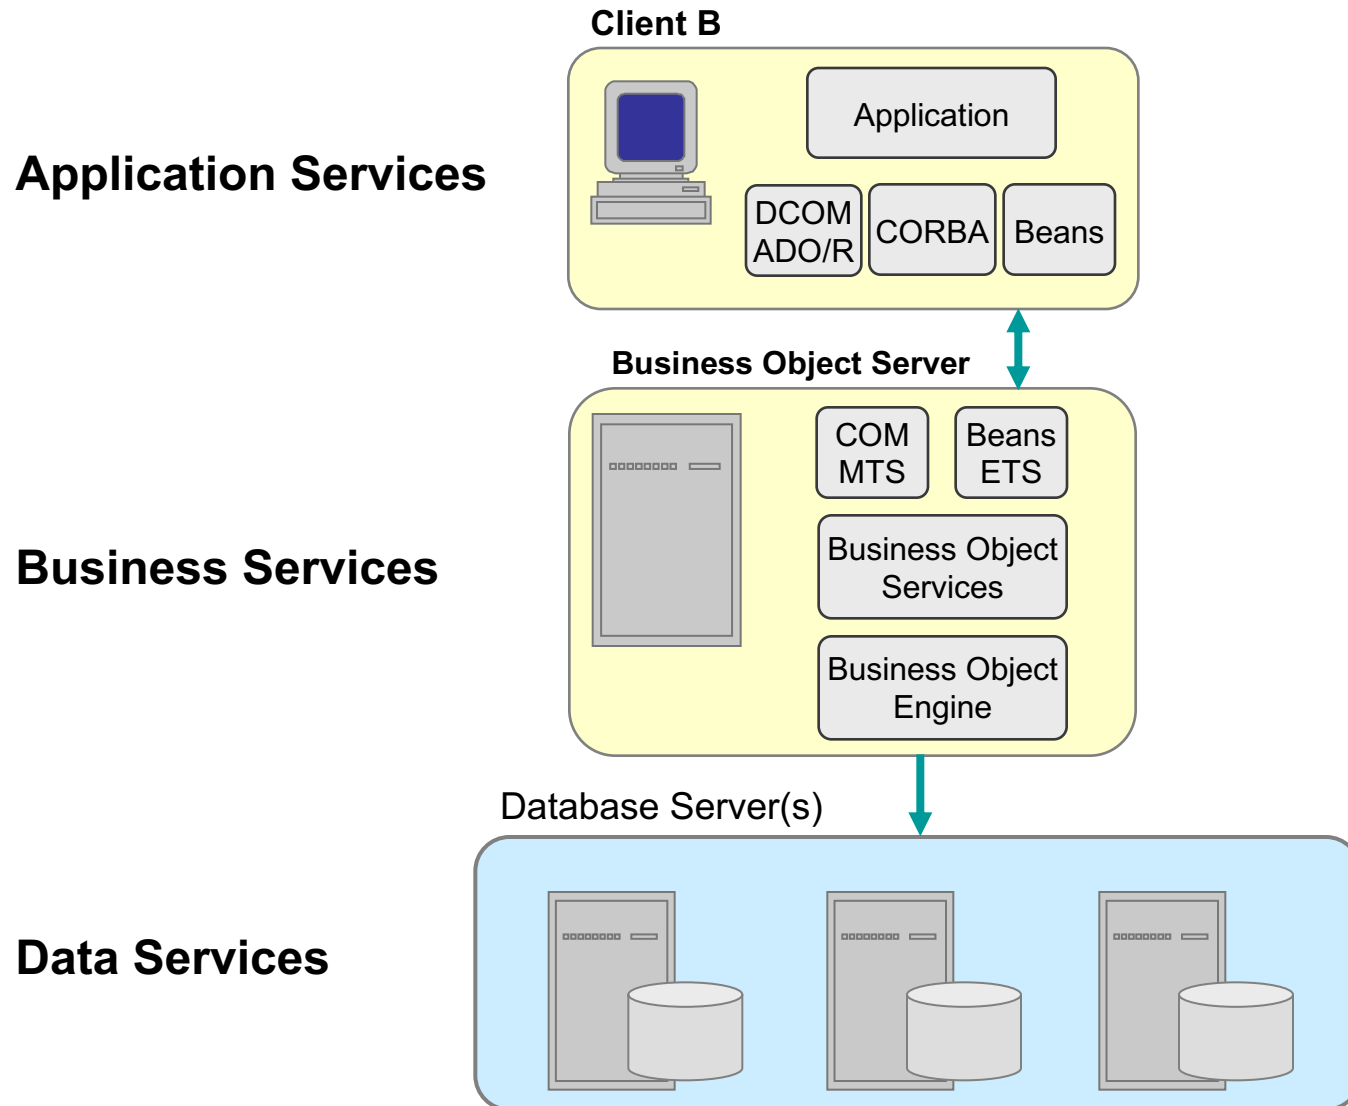 Client B
Application
Application Services
DCOM
ADO/R
CORBA
Beans
Business Object Server
COM
MTS
Beans
ETS
Business Services
Business Object
Services
Business Object
Engine
Database Server(s)
Data Services